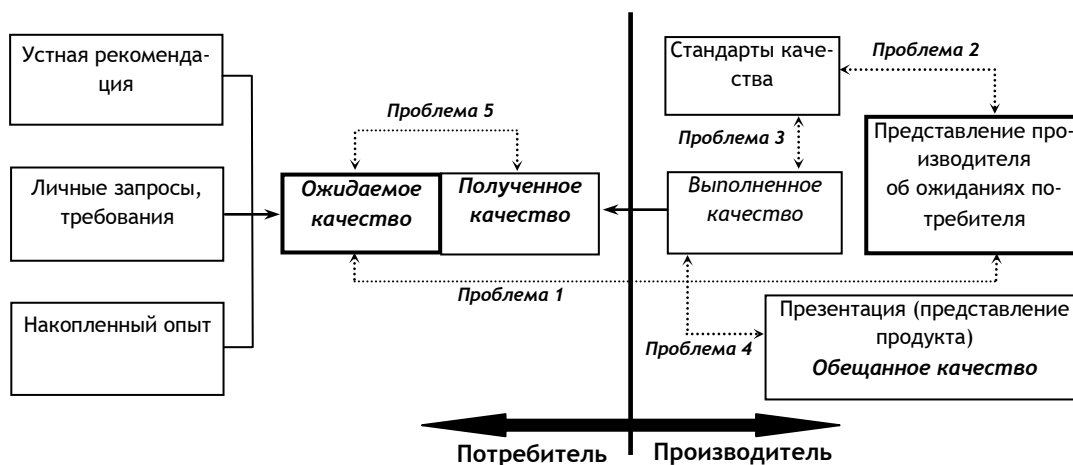 Устная рекоменда-
ция
Личные запросы,
требования
Накопленный опыт
Проблема 5
Ожидаемое
качество
Полученное
качество
Проблема 1
Стандарты каче-
ства
Проблема 2
Проблема 3
Выполненное
качество
Представление про-
изводителя
об ожиданиях по-
требителя
Проблема 4
Презентация (представление
продукта)
Обещанное качество
Потребитель
Производитель